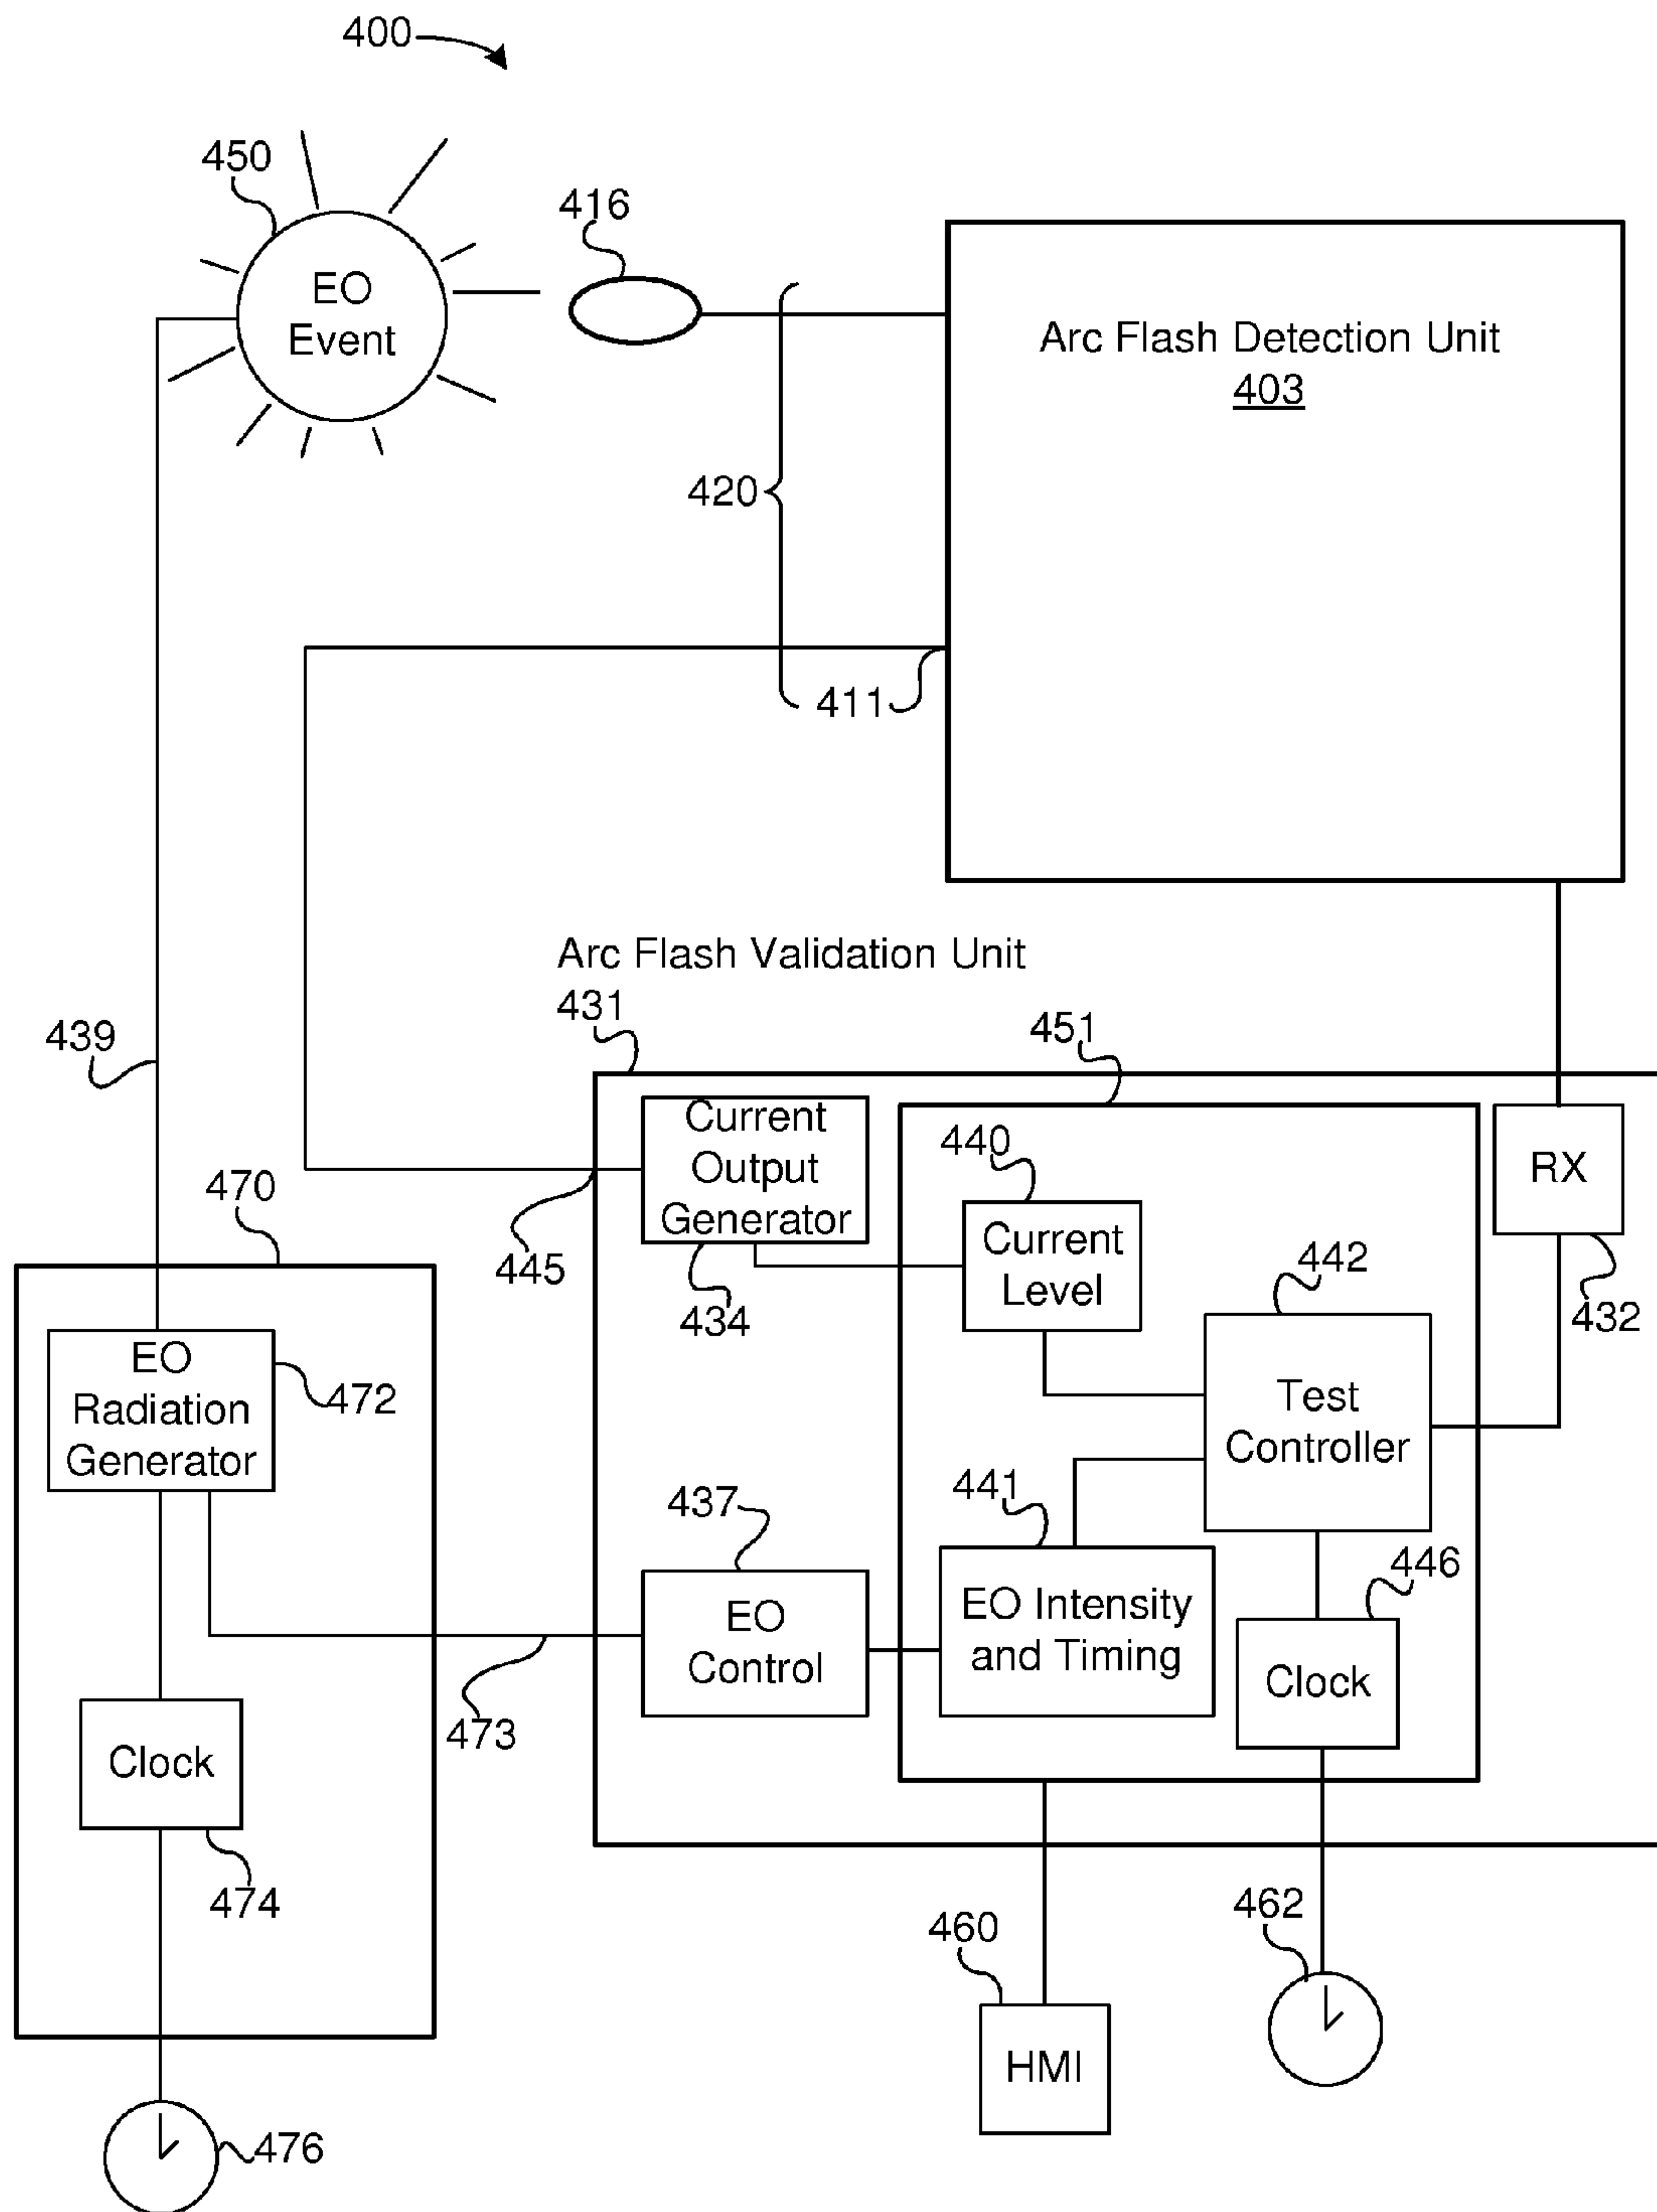 400
450
416
EO
Event
Arc Flash Detection Unit
403
420
411
Arc Flash Validation Unit
431
439
451
Current
Output
Generator
440
RX
470
Current
Level
445
442
434
432
EO
Radiation
Generator
472
Test
Controller
437
441
446
EO
Control
EO Intensity
and Timing
Clock
473
Clock
474
460
462
HMI
476